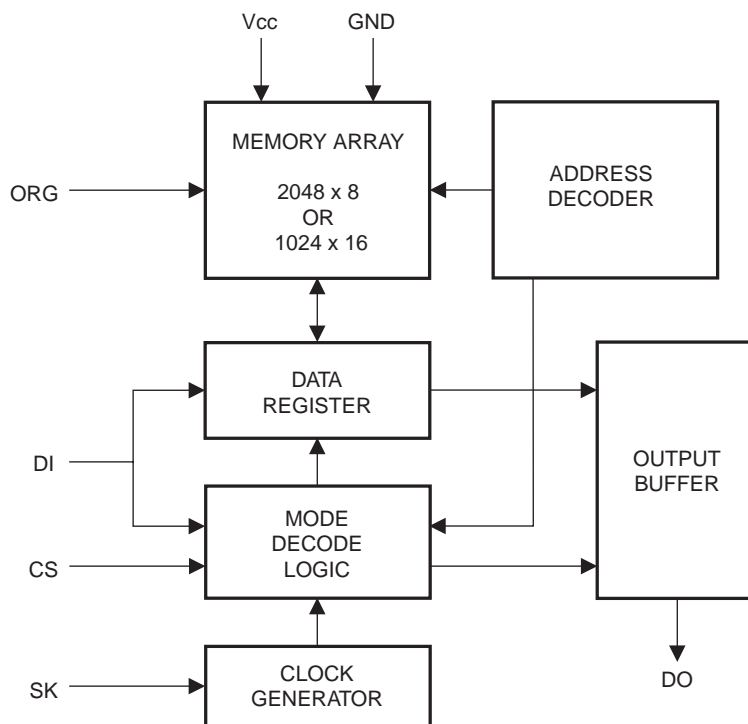 Vcc
GND
MEMORY ARRAY
2048 x 8
OR
1024 x 16
ADDRESS
DECODER
ORG
DATA
REGISTER
DI
OUTPUT
BUFFER
MODE
DECODE
LOGIC
CS
CLOCK
GENERATOR
SK
DO